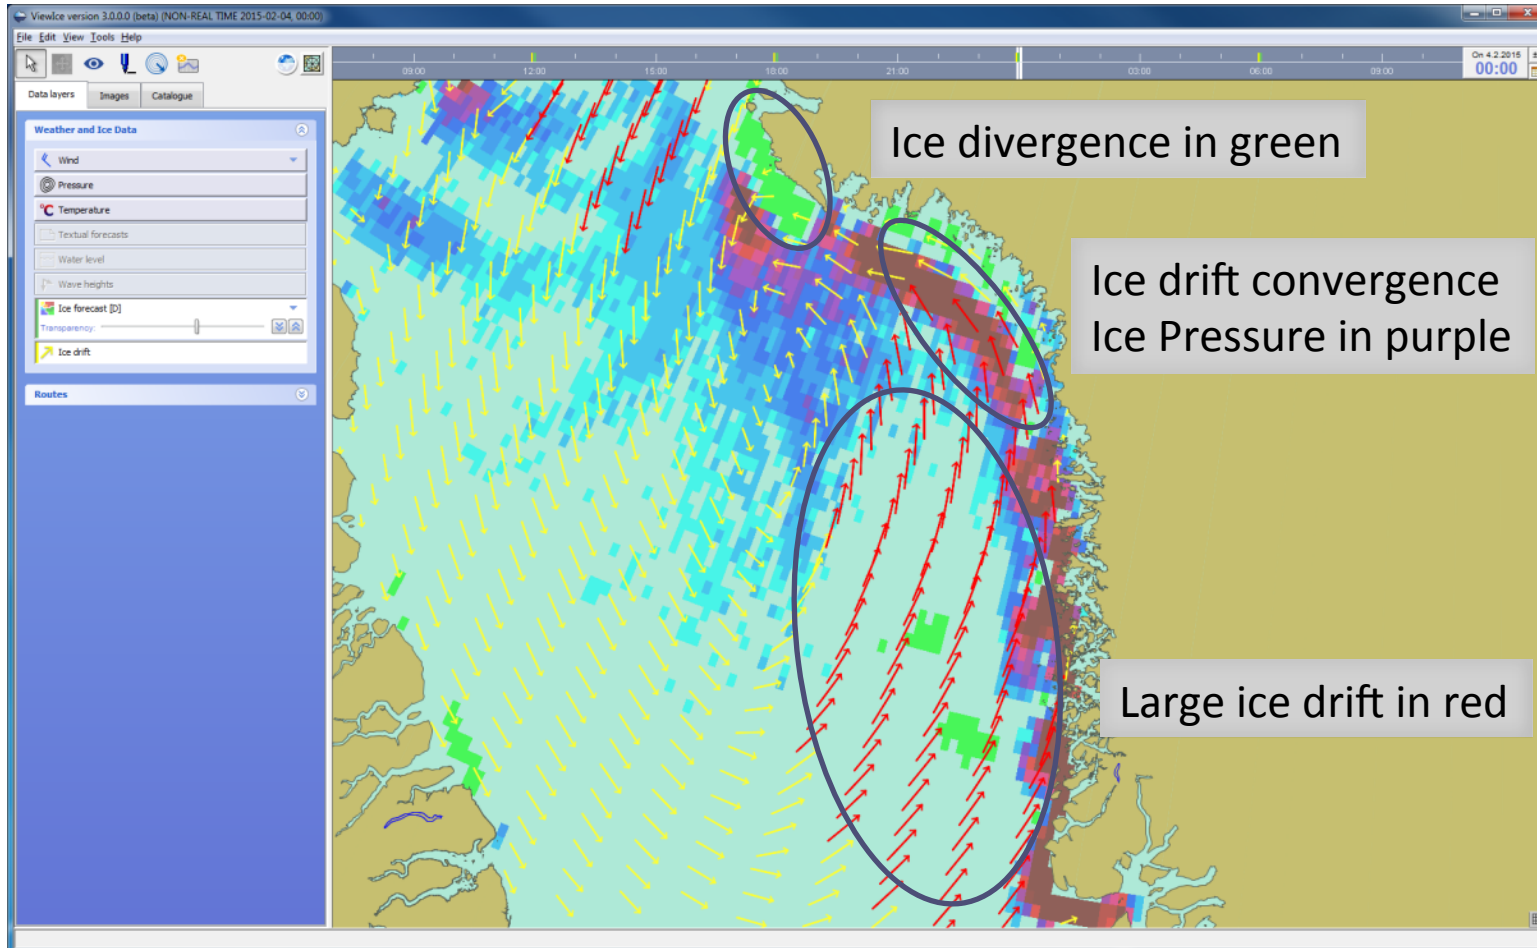 ViewIce version 3.0.0.0 (beta) (NON-REAL TIME 2015-02-04, 00:00)
File Edit View Tools Help
09:00 12:00 15:00 18:00 21:00 03:00 06:00 09:00
On 4.2.2015
00:00
Data layers Images Catalogue
Weather and Ice Data
Wind
Pressure
°C Temperature
Textual forecasts
Water level
Wave heights
Ice forecast [D]
Transparency:
Ice drift
Routes
Ice divergence in green
Ice drift convergence
Ice Pressure in purple
Large ice drift in red